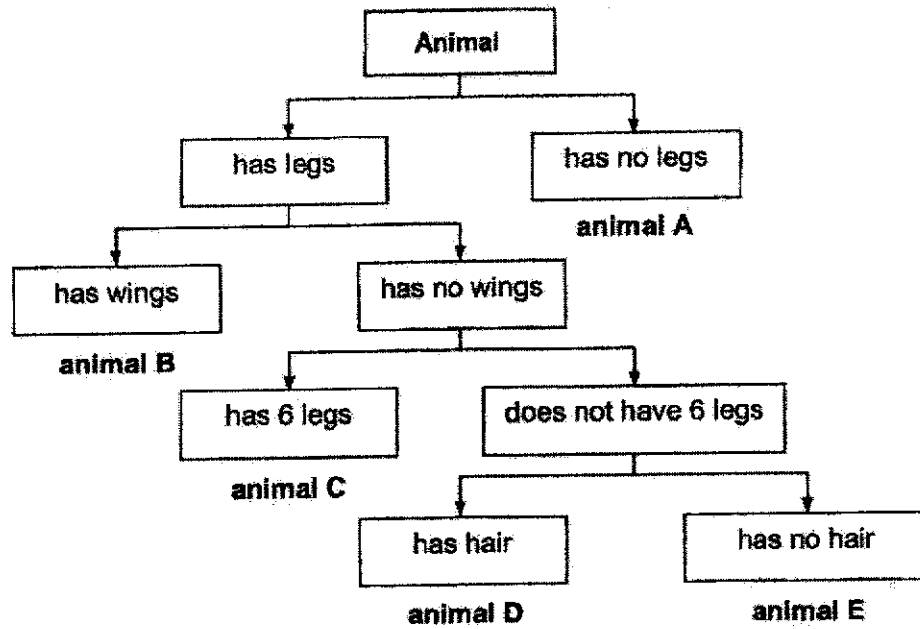 Animal
has legs
has no legs
animal A
has wings
has no wings
animal B
has 6 legs
does not have 6 legs
animal C
has hair
has no hair
animal D
animal E